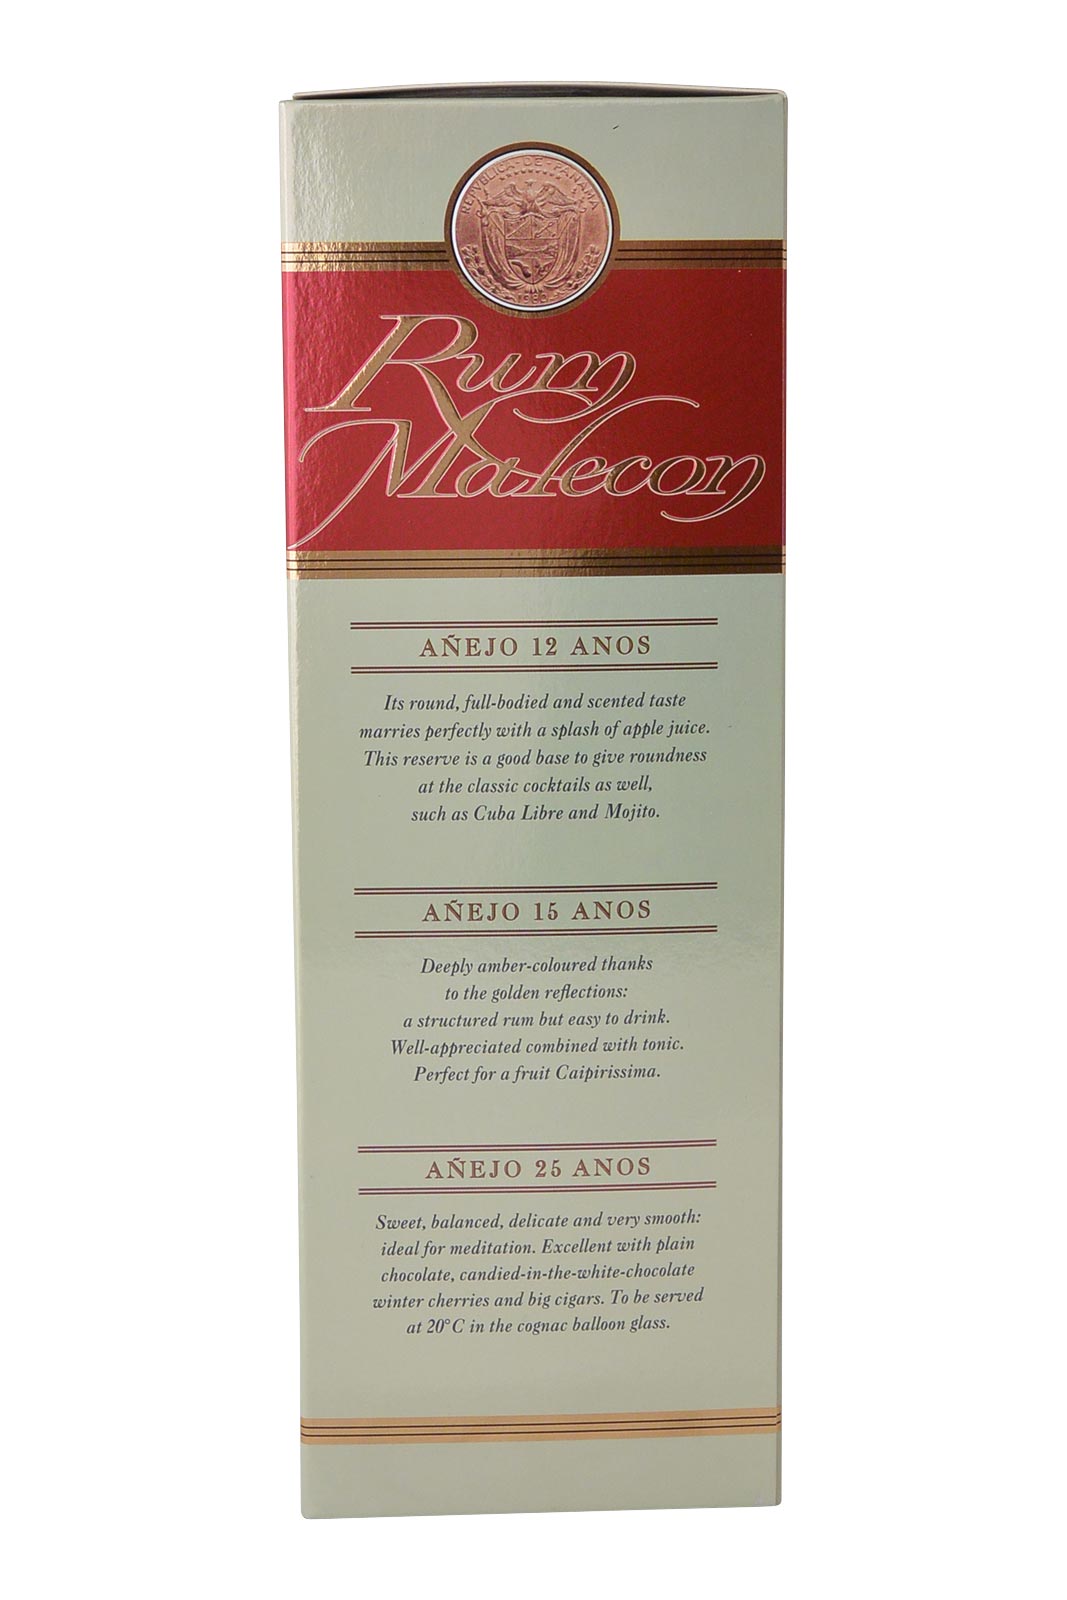 REPVBLICA·DE·PANAMA
1980
Rum
Malecon
AÑEJO 12 ANOS
Its round, full-bodied and scented taste
marries perfectly with a splash of apple juice.
This reserve is a good base to give roundness
at the classic cocktails as well,
such as Cuba Libre and Mojito.
AÑEJO 15 ANOS
Deeply amber-coloured thanks
to the golden reflections:
a structured rum but easy to drink.
Well-appreciated combined with tonic.
Perfect for a fruit Caipirissima.
AÑEJO 25 ANOS
Sweet, balanced, delicate and very smooth:
ideal for meditation. Excellent with plain
chocolate, candied-in-the-white-chocolate
winter cherries and big cigars. To be served
at 20°C in the cognac balloon glass.